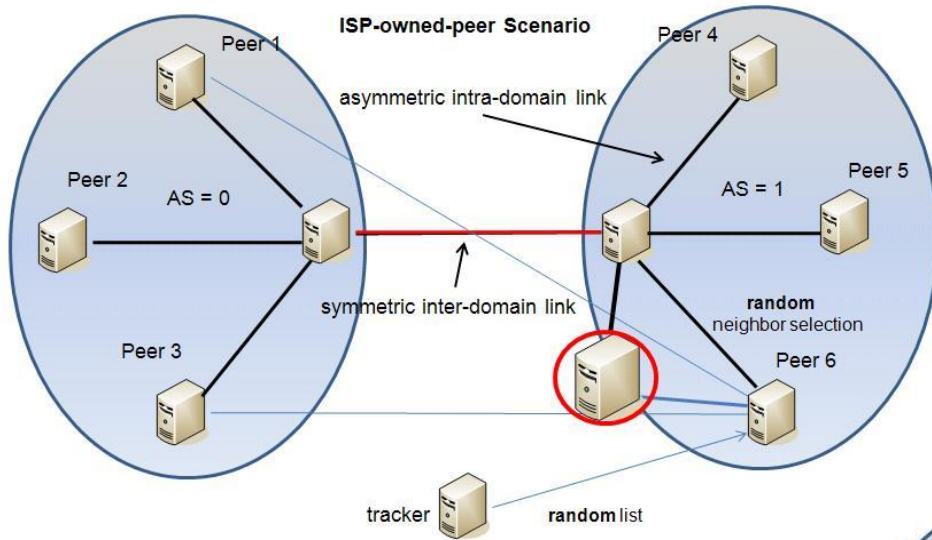 ISP-owned-peer Scenario
Peer 1
Peer 4
asymmetric intra-domain link
Peer 2
AS = 0
AS = 1
Peer 5
symmetric inter-domain link
random
neighbor selection
Peer 3
Peer 6
tracker
random list